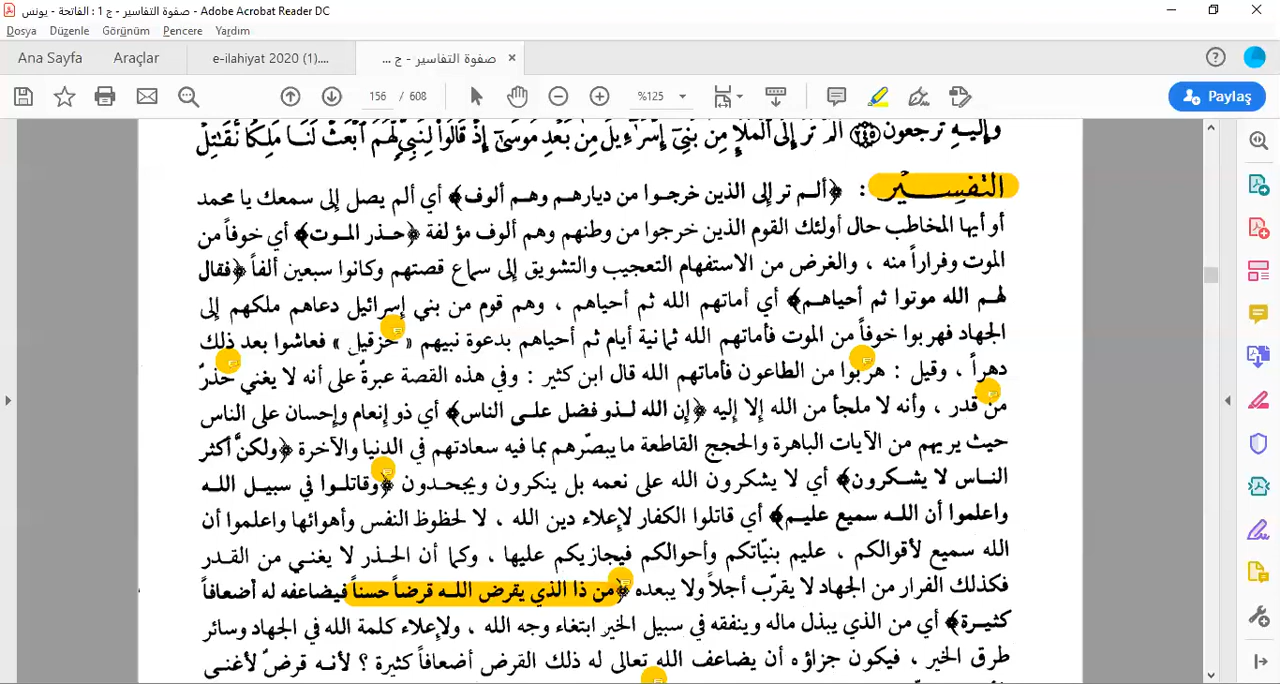 صفوة التفاسير - ج 1 : الفاتحة - يونس - Adobe Acrobat Reader DC
Dosya Düzenle Görünüm Pencere Yardım
Ana Sayfa Araçlar e-ilahiyat 2020 (1).... صفوة التفاسير - ج ... ×
156 / 608 %125 Paylaş
وإليه ترجعون ﴿٢٤٥﴾ ألم تر إلى الملإ من بني إسرائيل من بعد موسى إذ قالوا لنبي لهم ابعث لنا ملكا نقاتل
التفسير : ﴿ألم تر إلى الذين خرجوا من ديارهم وهم ألوف﴾ أي ألم يصل إلى سمعك يا محمد
أو أيها المخاطب حال أولئك القوم الذين خرجوا من وطنهم وهم ألوف مؤلفة ﴿حذر الموت﴾ أي خوفاً من
الموت وفراراً منه ، والغرض من الاستفهام التعجيب والتشويق إلى سماع قصتهم وكانوا سبعين ألفاً ﴿فقال
لهم الله موتوا ثم أحياهم﴾ أي أماتهم الله ثم أحياهم ، وهم قوم من بني إسرائيل دعاهم ملكهم إلى
الجهاد فهربوا خوفاً من الموت فأماتهم الله ثمانية أيام ثم أحياهم بدعوة نبيهم « حزقيل » فعاشوا بعد ذلك
دهراً ، وقيل : هربوا من الطاعون فأماتهم الله قال ابن كثير : وفي هذه القصة عبرةٌ على أنه لا يغني حذرٌ
من قدر ، وأنه لا ملجأ من الله إلا إليه ﴿إن الله لذو فضل على الناس﴾ أي ذو إنعام وإحسان على الناس
حيث يريهم من الآيات الباهرة والحجج القاطعة ما يبصّرهم بما فيه سعادتهم في الدنيا والآخرة ﴿ولكنَّ أكثر
الناس لا يشكرون﴾ أي لا يشكرون الله على نعمه بل ينكرون ويجحدون ﴿وقاتلوا في سبيل الله
واعلموا أن الله سميع عليم﴾ أي قاتلوا الكفار لإعلاء دين الله ، لا لحظوظ النفس وأهوائها واعلموا أن
الله سميع لأقوالكم ، عليم بنيّاتكم وأحوالكم فيجازيكم عليها ، وكما أن الحذر لا يغني من القدر
فكذلك الفرار من الجهاد لا يقرّب أجلاً ولا يبعده ﴿من ذا الذي يقرض الله قرضاً حسناً فيضاعفه له أضعافاً
كثيرة﴾ أي من الذي يبذل ماله وينفقه في سبيل الخير ابتغاء وجه الله ، ولإعلاء كلمة الله في الجهاد وسائر
طرق الخير ، فيكون جزاؤه أن يضاعف الله تعالى له ذلك القرض أضعافاً كثيرة ؟ لأنه قرضٌ لأغنى